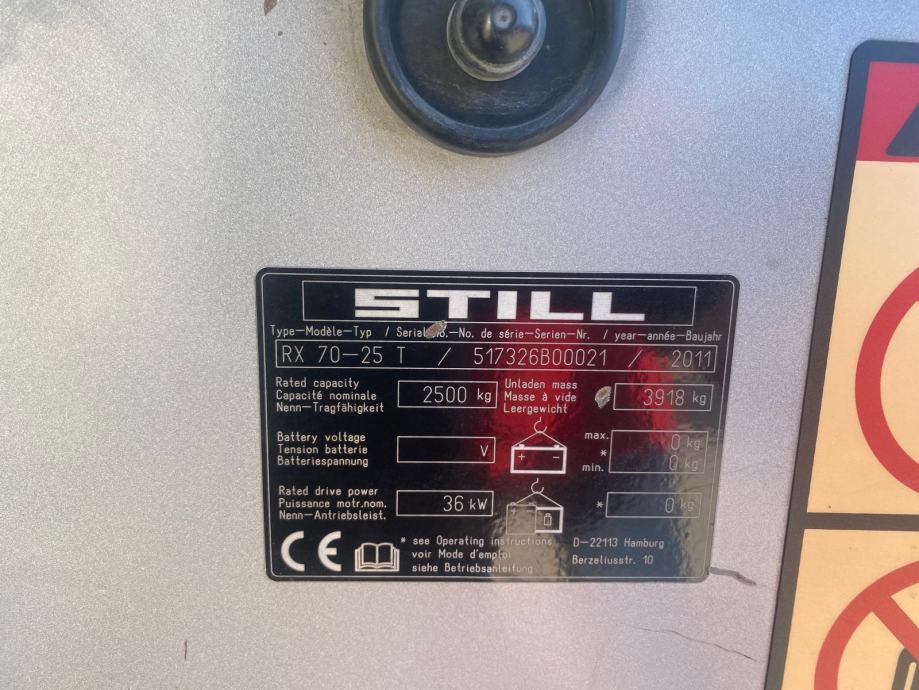 STILL
Type-Modèle-Typ / Serial-No.-No. de série-Serien-Nr. / year-année-Baujahr
RX 70-25 T / 517326B00021 / 2011
Rated capacity
Capacité nominale
Nenn-Tragfähigkeit
2500 kg
Unladen mass
Masse à vide
Leergewicht
3918 kg
Battery voltage
Tension batterie
Batteriespannung
V
+ -
max.
*
min.
0 kg
0 kg
Rated drive power
Puissance motr.nom.
Nenn-Antriebsleist.
36 kW
* 0 kg
CE
* see Operating instructions
voir Mode d'emploi
siehe Betriebsanleitung
D-22113 Hamburg
Berzeliusstr. 10